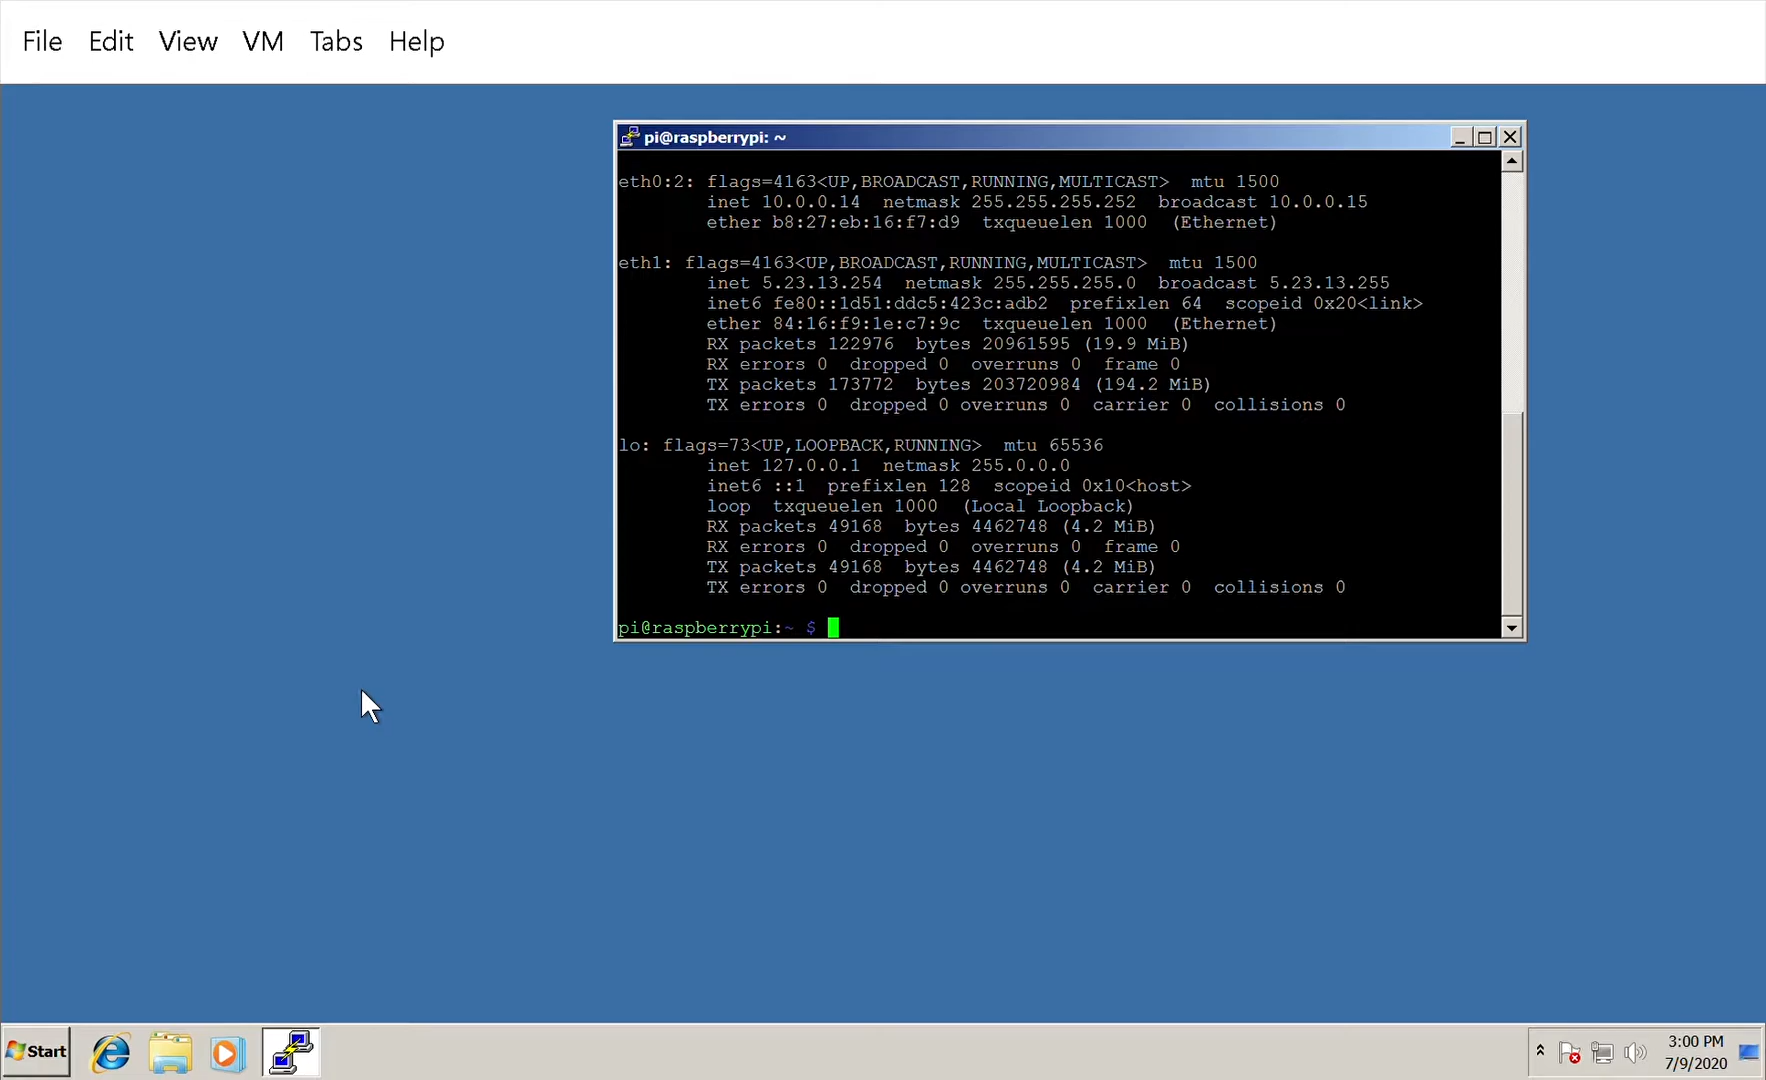 File Edit View VM Tabs Help
pi@raspberrypi: ~
eth0:2: flags=4163<UP,BROADCAST,RUNNING,MULTICAST>  mtu 1500
        inet 10.0.0.14  netmask 255.255.255.252  broadcast 10.0.0.15
        ether b8:27:eb:16:f7:d9  txqueuelen 1000  (Ethernet)
eth1: flags=4163<UP,BROADCAST,RUNNING,MULTICAST>  mtu 1500
        inet 5.23.13.254  netmask 255.255.255.0  broadcast 5.23.13.255
        inet6 fe80::1d51:ddc5:423c:adb2  prefixlen 64  scopeid 0x20<link>
        ether 84:16:f9:1e:c7:9c  txqueuelen 1000  (Ethernet)
        RX packets 122976  bytes 20961595 (19.9 MiB)
        RX errors 0  dropped 0  overruns 0  frame 0
        TX packets 173772  bytes 203720984 (194.2 MiB)
        TX errors 0  dropped 0 overruns 0  carrier 0  collisions 0
lo: flags=73<UP,LOOPBACK,RUNNING>  mtu 65536
        inet 127.0.0.1  netmask 255.0.0.0
        inet6 ::1  prefixlen 128  scopeid 0x10<host>
        loop  txqueuelen 1000  (Local Loopback)
        RX packets 49168  bytes 4462748 (4.2 MiB)
        RX errors 0  dropped 0  overruns 0  frame 0
        TX packets 49168  bytes 4462748 (4.2 MiB)
        TX errors 0  dropped 0 overruns 0  carrier 0  collisions 0
pi@raspberrypi:~ $
Start
3:00 PM
7/9/2020